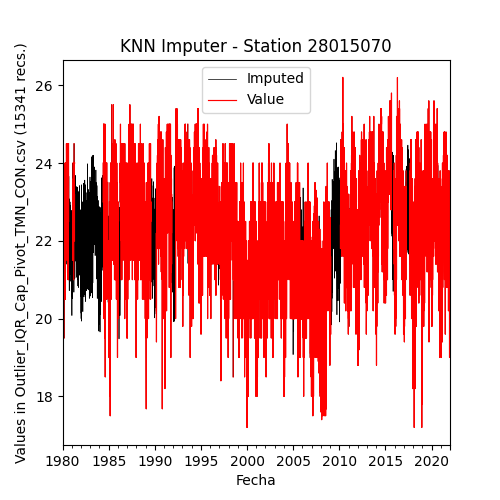 KNN Imputer - Station 28015070
Imputed
Value
Values in Outlier_IQR_Cap_Pivot_TMN_CON.csv (15341 recs.)
26
24
22
20
18
1980 1985 1990 1995 2000 2005 2010 2015 2020
Fecha